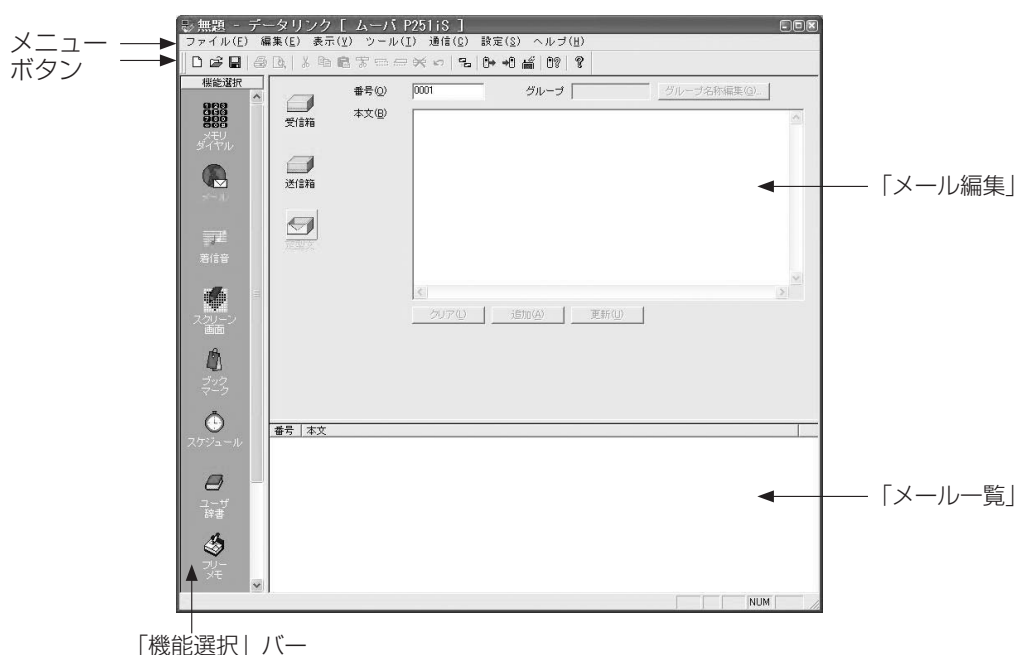 無題 - データリンク [ ムーバ P251iS ]
メニュー
ファイル(F) 編集(E) 表示(V) ツール(T) 通信(C) 設定(S) ヘルプ(H)
ボタン
機能選択
メモリ
ダイヤル
メール
着信音
スクリーン
画面
ブック
マーク
スケジュール
ユーザ
辞書
フリー
メモ
受信箱
送信箱
定型文
番号(O) 0001 グループ グループ名称編集(G)...
本文(B)
クリア(L) 追加(A) 更新(U)
「メール編集」
番号 本文
「メール一覧」
NUM
「機能選択」バー